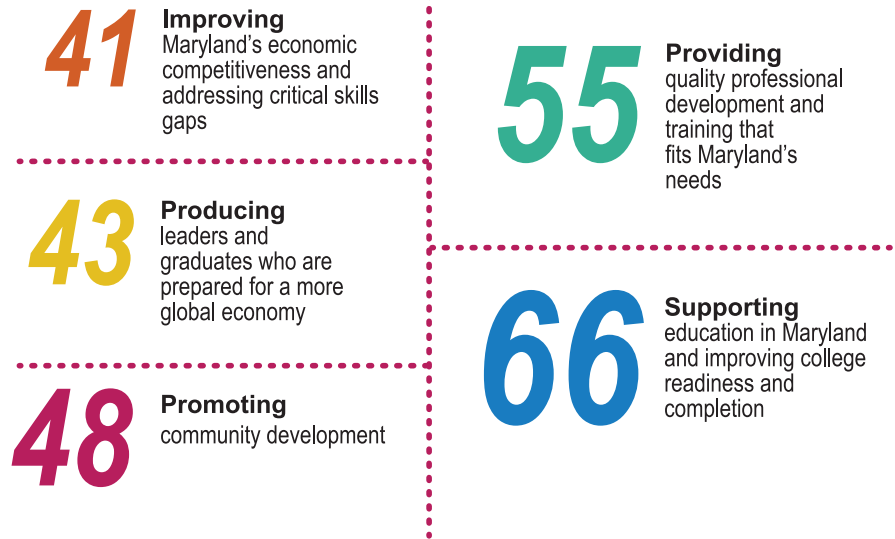 41
Improving
Maryland's economic
competitiveness and
addressing critical skills
gaps
43
Producing
leaders and
graduates who are
prepared for a more
global economy
48
Promoting
community development
55
Providing
quality professional
development and
training that
fits Maryland's
needs
66
Supporting
education in Maryland
and improving college
readiness and
completion